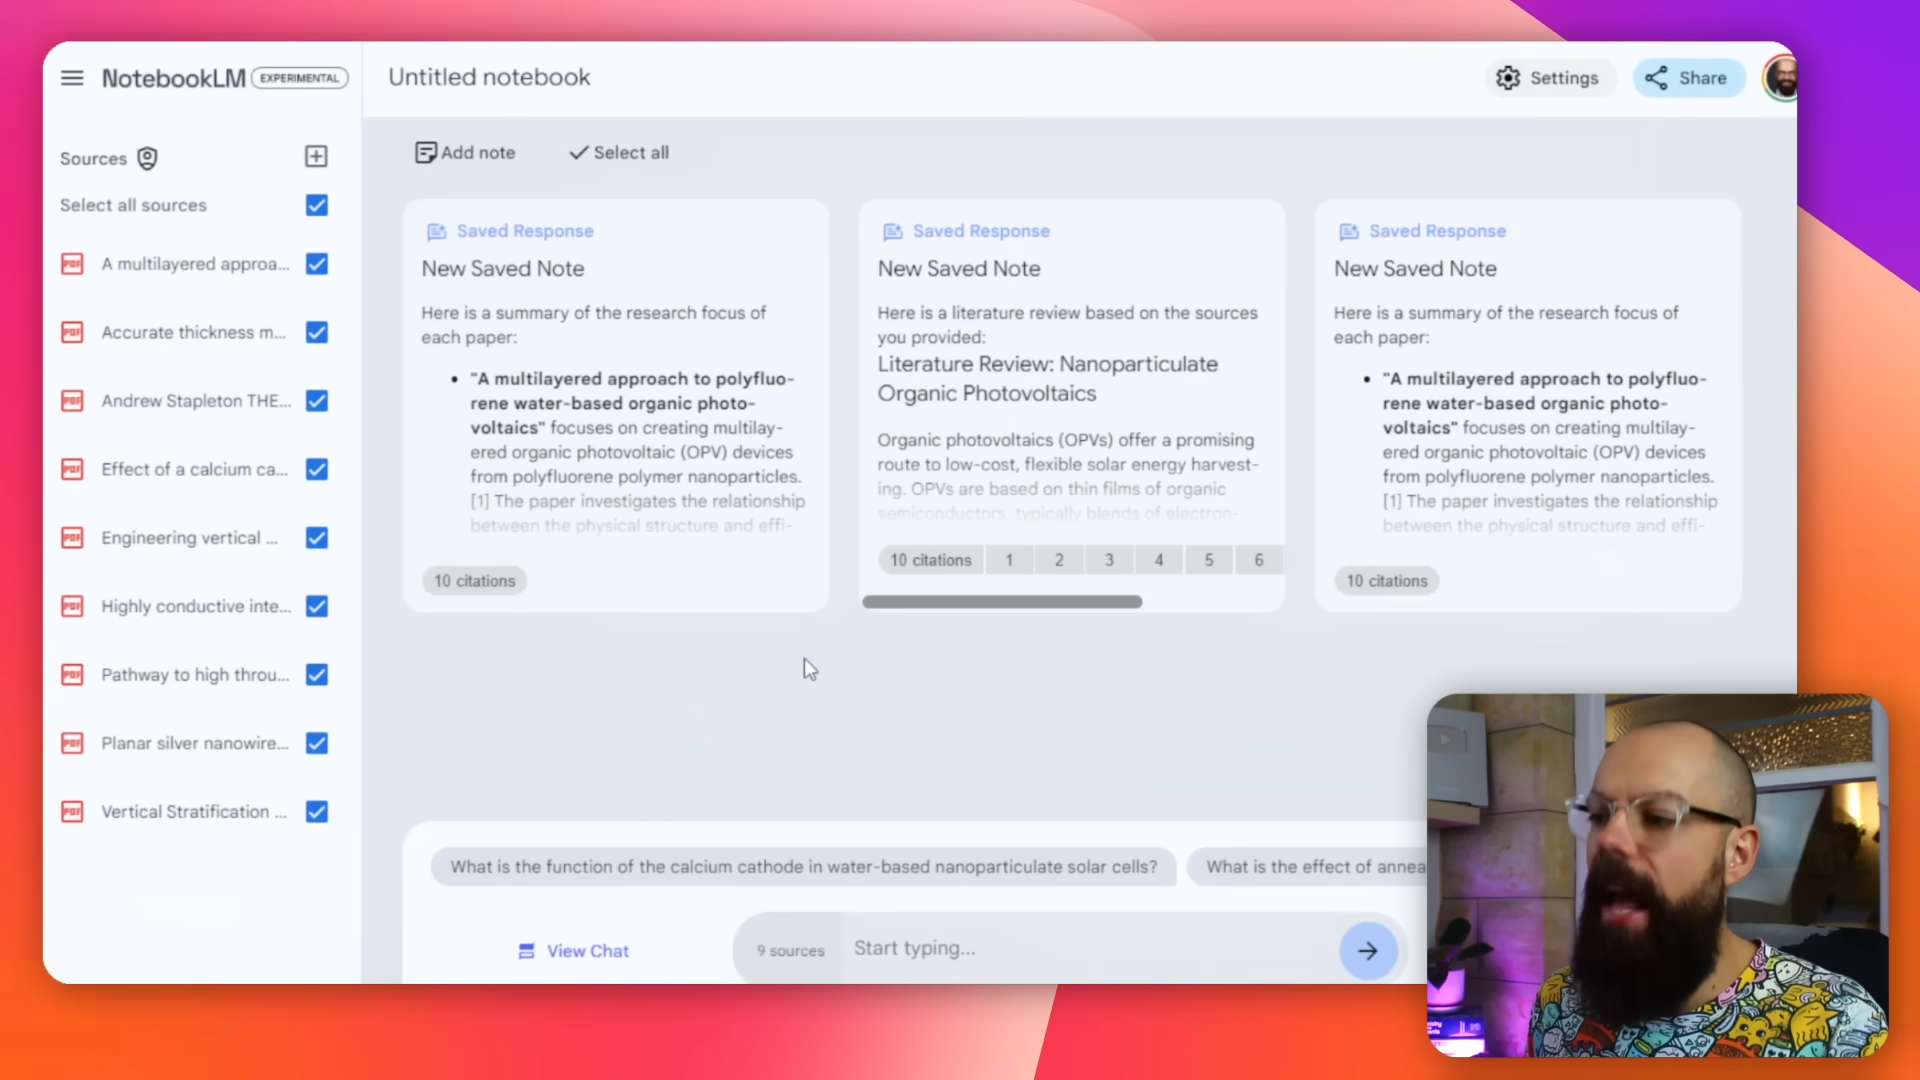 NotebookLM EXPERIMENTAL
Untitled notebook
Settings
Share
Sources
Select all sources
A multilayered approa...
Accurate thickness m...
Andrew Stapleton THE...
Effect of a calcium ca...
Engineering vertical ...
Highly conductive inte...
Pathway to high throu...
Planar silver nanowire...
Vertical Stratification ...
Add note
Select all
Saved Response
New Saved Note
Here is a summary of the research focus of
each paper:
• "A multilayered approach to polyfluo-
rene water-based organic photo-
voltaics" focuses on creating multilay-
ered organic photovoltaic (OPV) devices
from polyfluorene polymer nanoparticles.
[1] The paper investigates the relationship
between the physical structure and effi-
10 citations
Saved Response
New Saved Note
Here is a literature review based on the sources
you provided:
Literature Review: Nanoparticulate
Organic Photovoltaics
Organic photovoltaics (OPVs) offer a promising
route to low-cost, flexible solar energy harvest-
ing. OPVs are based on thin films of organic
semiconductors, typically blends of electron-
10 citations 1 2 3 4 5 6
Saved Response
New Saved Note
Here is a summary of the research focus of
each paper:
• "A multilayered approach to polyfluo-
rene water-based organic photo-
voltaics" focuses on creating multilay-
ered organic photovoltaic (OPV) devices
from polyfluorene polymer nanoparticles.
[1] The paper investigates the relationship
between the physical structure and effi-
10 citations
What is the function of the calcium cathode in water-based nanoparticulate solar cells?
What is the effect of annea
View Chat
9 sources
Start typing...